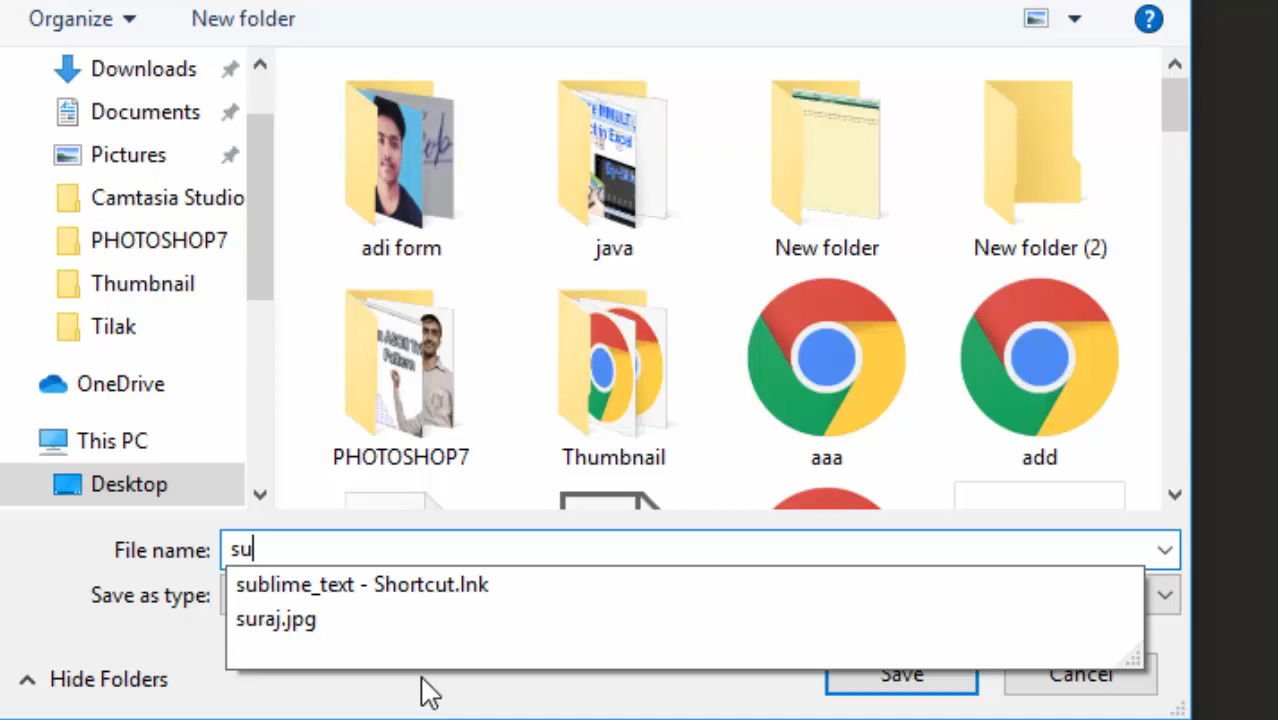 Organize New folder
Downloads
Documents
Pictures
Camtasia Studio
PHOTOSHOP7
Thumbnail
Tilak
OneDrive
This PC
Desktop
adi form java New folder New folder (2)
PHOTOSHOP7 Thumbnail aaa add
File name: su
sublime_text - Shortcut.lnk
Save as type:
suraj.jpg
Hide Folders Save Cancel